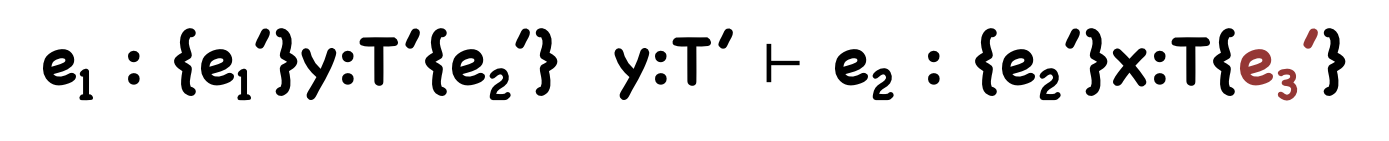 e₁ : {e₁′}y:T′{e₂′} y:T′ ⊢ e₂ : {e₂′}x:T{e₃′}